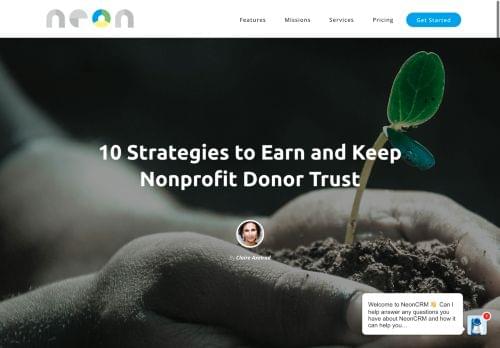 neon
Features
Missions
Services
Pricing
Get Started
10 Strategies to Earn and Keep
Nonprofit Donor Trust
By Claire Axelrad
Welcome to NeonCRM 👋 Can I
help answer any questions you
have about NeonCRM and how it
can help you...